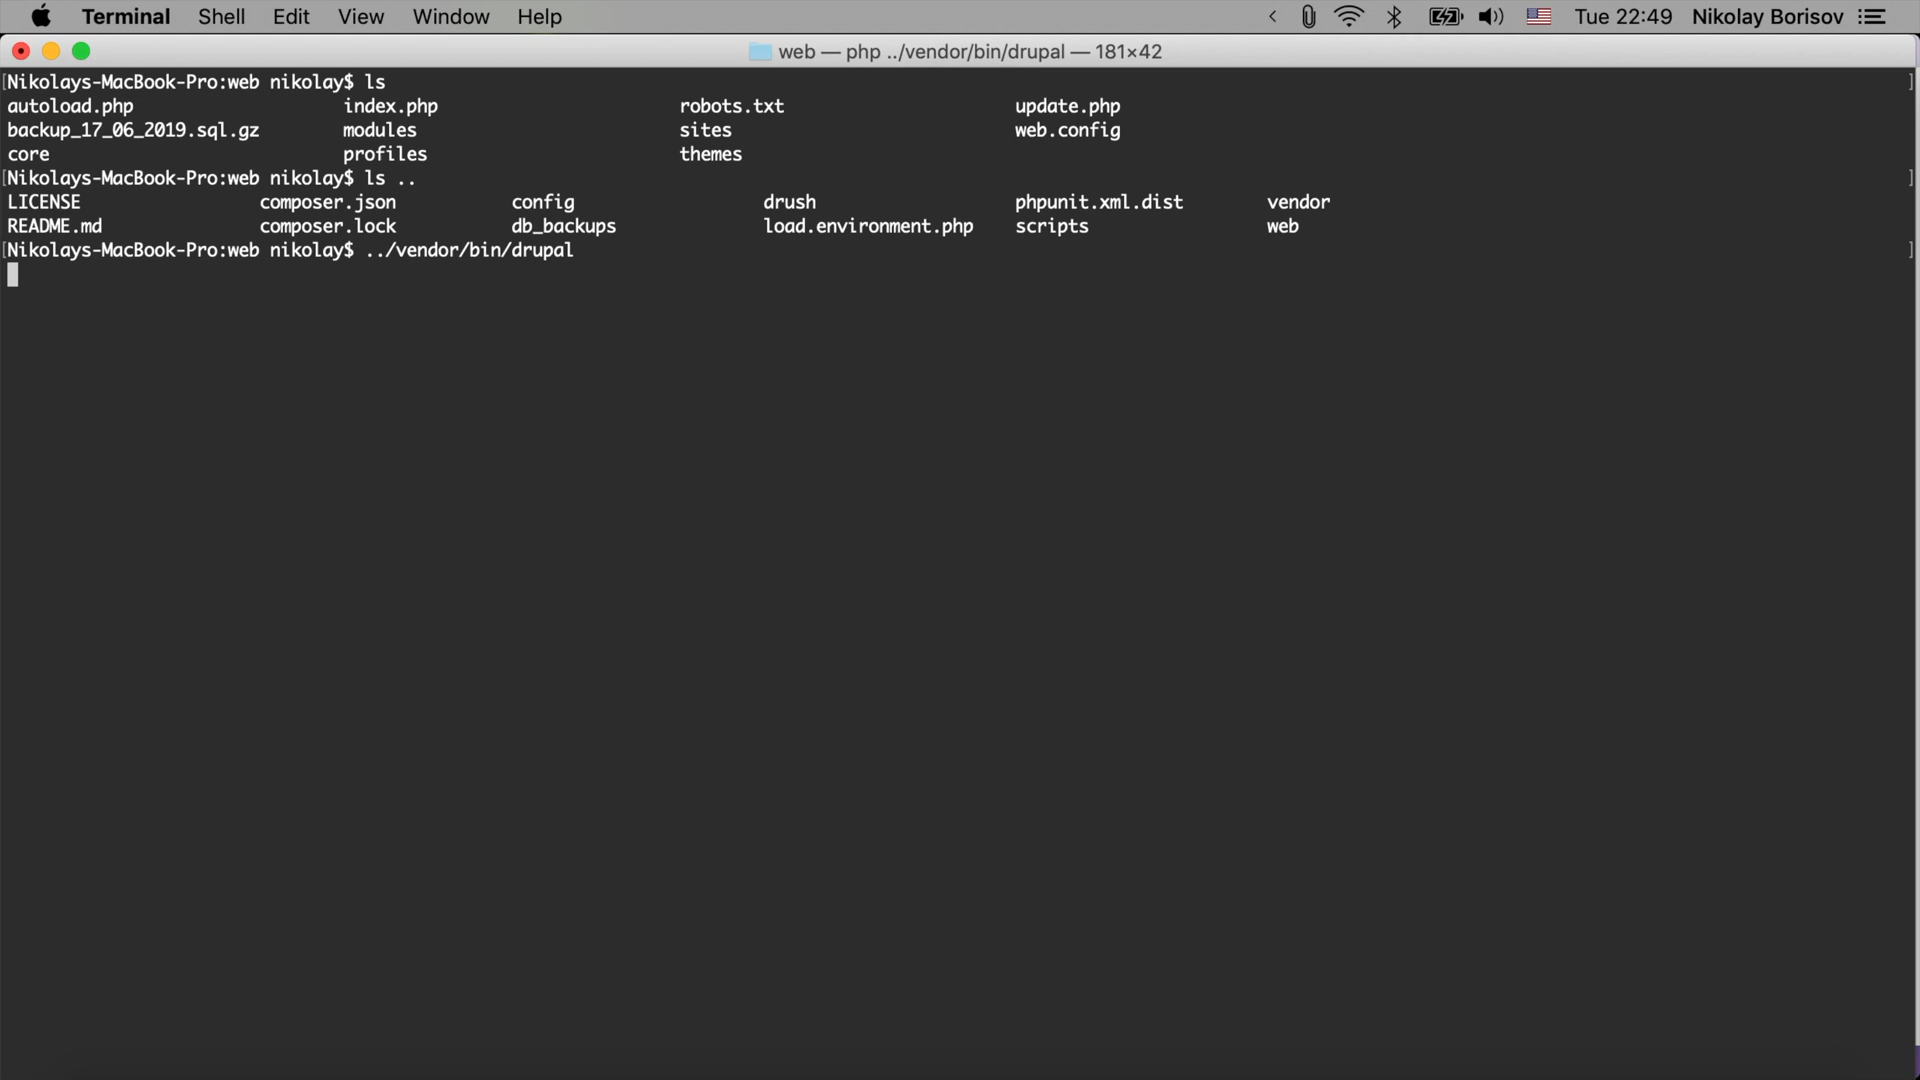 Terminal Shell Edit View Window Help Tue 22:49 Nikolay Borisov
web — php ../vendor/bin/drupal — 181×42
[Nikolays-MacBook-Pro:web nikolay$ ls ]
autoload.php index.php robots.txt update.php
backup_17_06_2019.sql.gz modules sites web.config
core profiles themes
[Nikolays-MacBook-Pro:web nikolay$ ls .. ]
LICENSE composer.json config drush phpunit.xml.dist vendor
README.md composer.lock db_backups load.environment.php scripts web
[Nikolays-MacBook-Pro:web nikolay$ ../vendor/bin/drupal ]